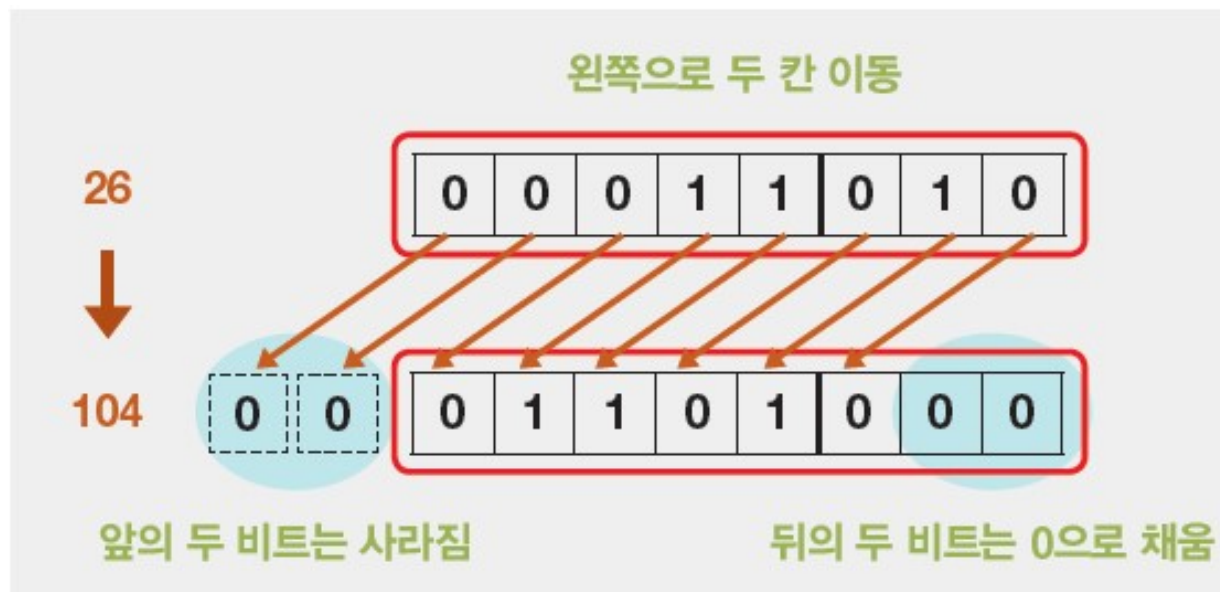 왼쪽으로 두 칸 이동
26 0 0 0 1 1 0 1 0
104 0 0 0 1 1 0 1 0 0 0
앞의 두 비트는 사라짐 뒤의 두 비트는 0으로 채움